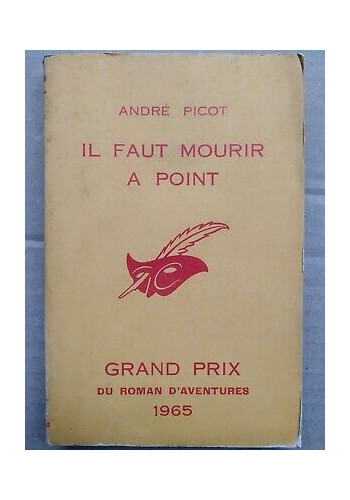 ANDRÉ PICOT
IL FAUT MOURIR
A POINT
GRAND PRIX
DU ROMAN D'AVENTURES
1965